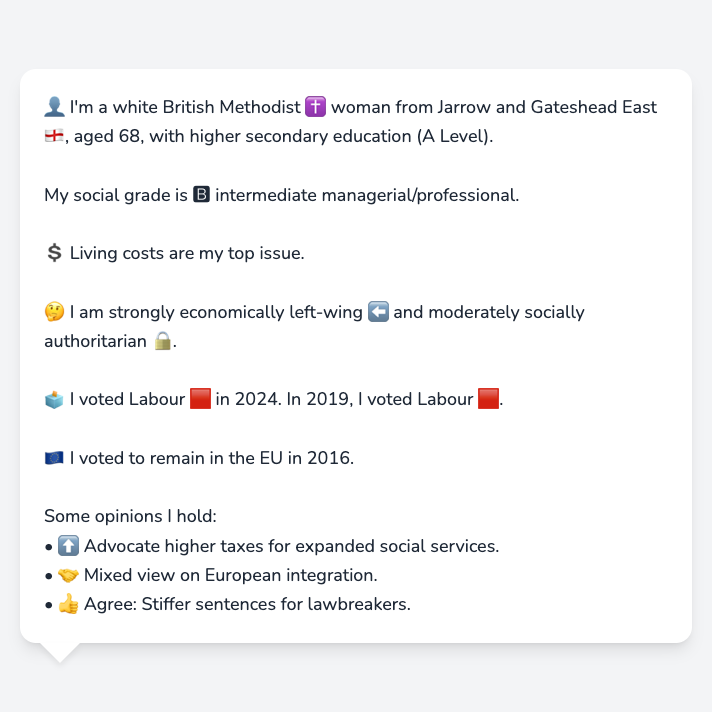 👤 I'm a white British Methodist ✝️ woman from Jarrow and Gateshead East
🏴󠁧󠁢󠁥󠁮󠁧󠁿, aged 68, with higher secondary education (A Level).
My social grade is 🅱 intermediate managerial/professional.
💲 Living costs are my top issue.
🤔 I am strongly economically left-wing ⬅️ and moderately socially
authoritarian 🔒.
🗳️ I voted Labour 🟥 in 2024. In 2019, I voted Labour 🟥.
🇪🇺 I voted to remain in the EU in 2016.
Some opinions I hold:
• ⬆️ Advocate higher taxes for expanded social services.
• 🤝 Mixed view on European integration.
• 👍 Agree: Stiffer sentences for lawbreakers.